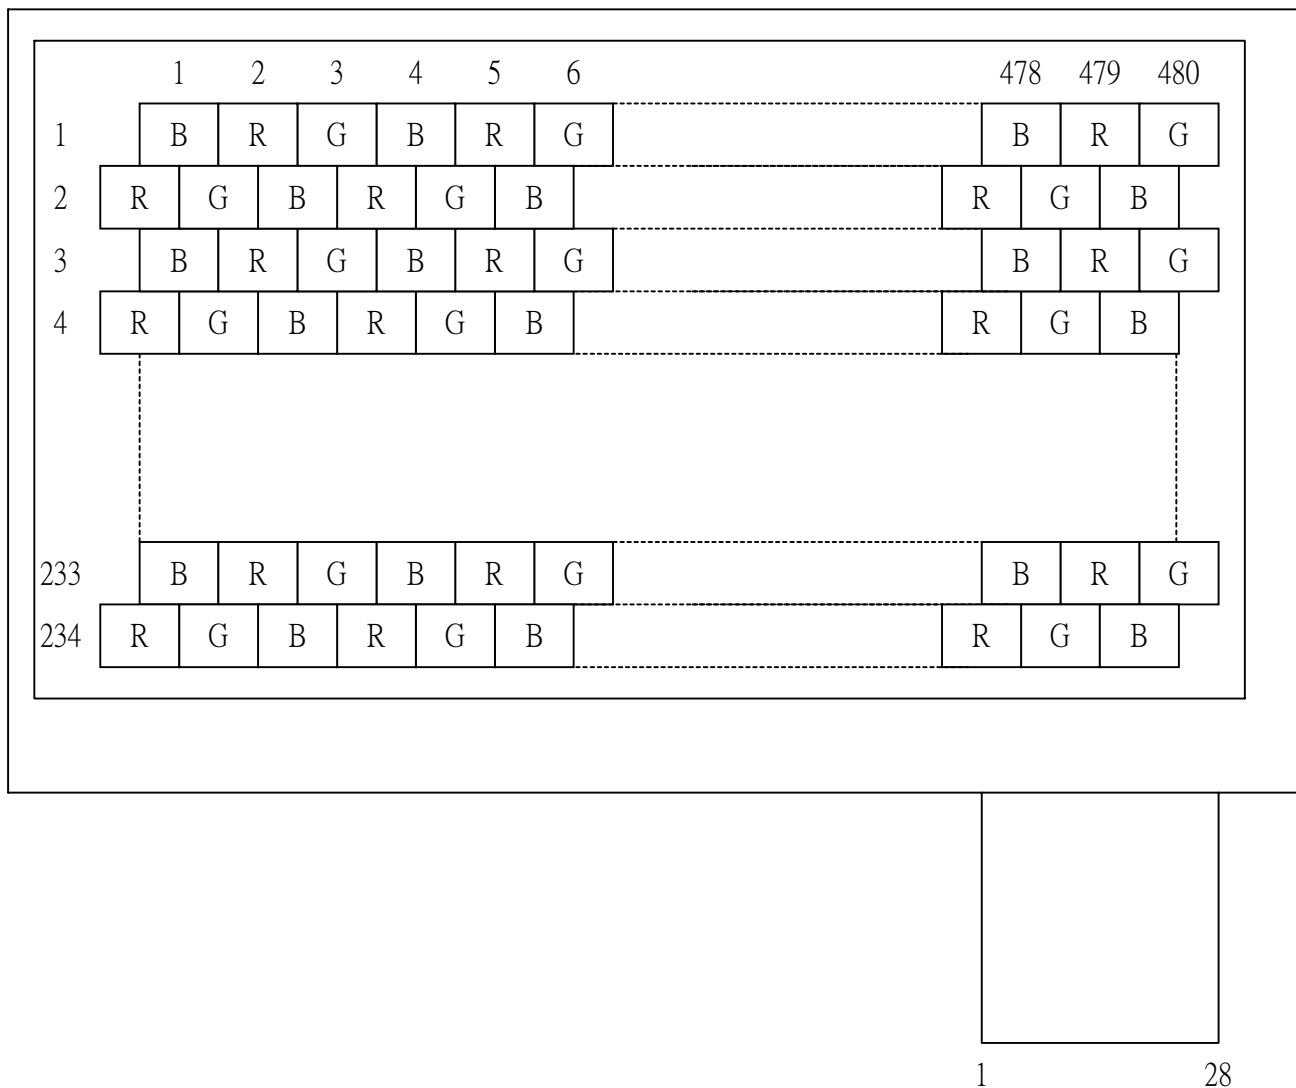 1 2 3 4 5 6 478 479 480
1 B R G B R G B R G
2 R G B R G B R G B
3 B R G B R G B R G
4 R G B R G B R G B
233 B R G B R G B R G
234 R G B R G B R G B
1 28